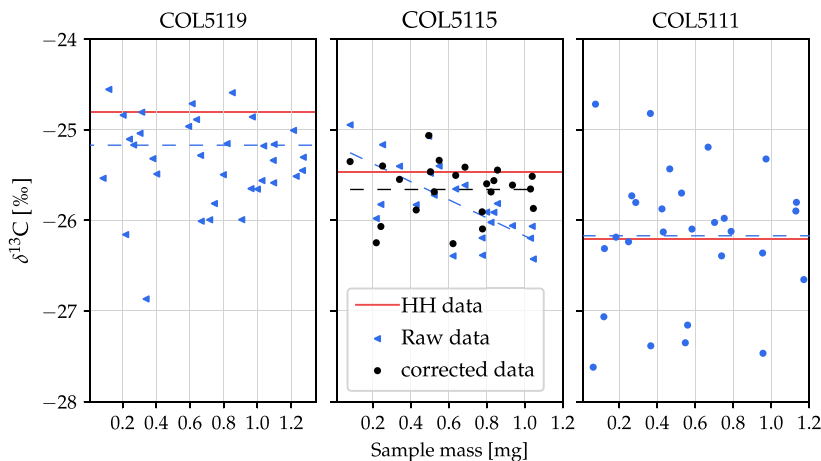 COL5119 COL5115 COL5111
−24
−25
−26
−27
−28
δ¹³C [‰]
HH data
Raw data
corrected data
0.2 0.4 0.6 0.8 1.0 1.2 0.2 0.4 0.6 0.8 1.0 1.2 0.2 0.4 0.6 0.8 1.0 1.2
Sample mass [mg]